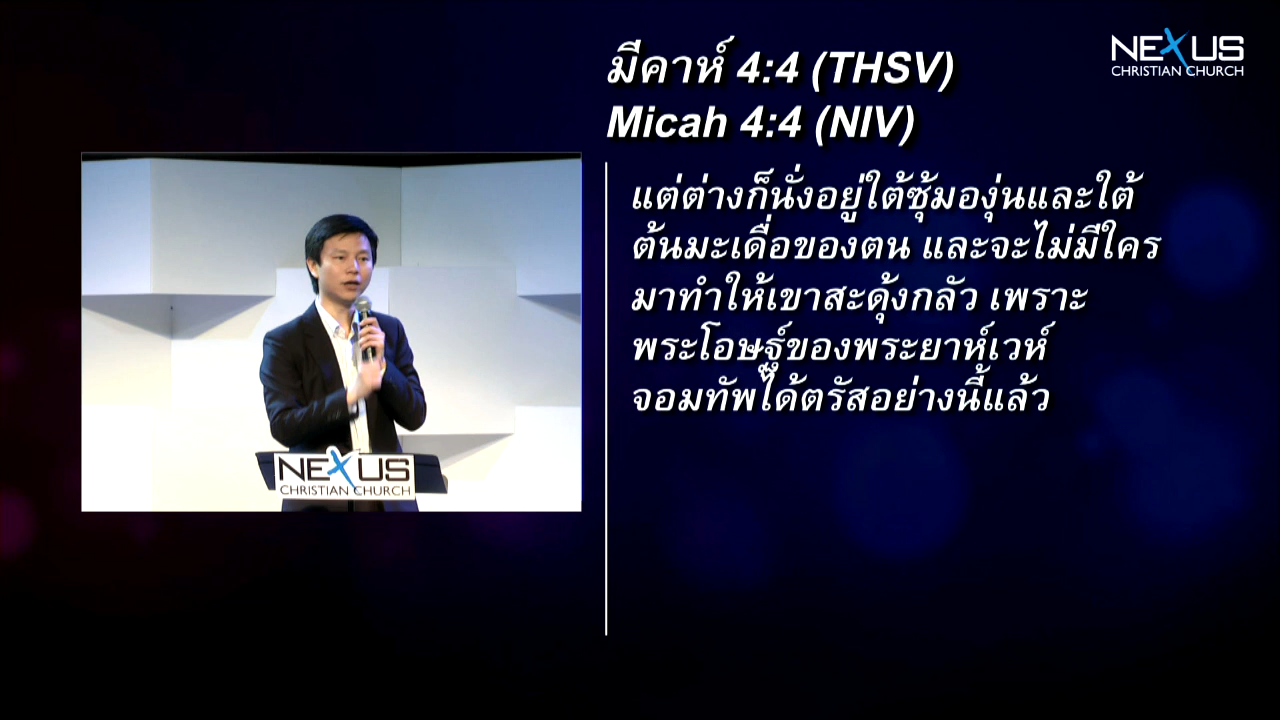 NEXUS
CHRISTIAN CHURCH
มีคาห์ 4:4 (THSV)
Micah 4:4 (NIV)
แต่ต่างก็นั่งอยู่ใต้ซุ้มองุ่นและใต้
ต้นมะเดื่อของตน และจะไม่มีใคร
มาทำให้เขาสะดุ้งกลัว เพราะ
พระโอษฐ์ของพระยาห์เวห์
จอมทัพได้ตรัสอย่างนี้แล้ว
NEXUS
CHRISTIAN CHURCH